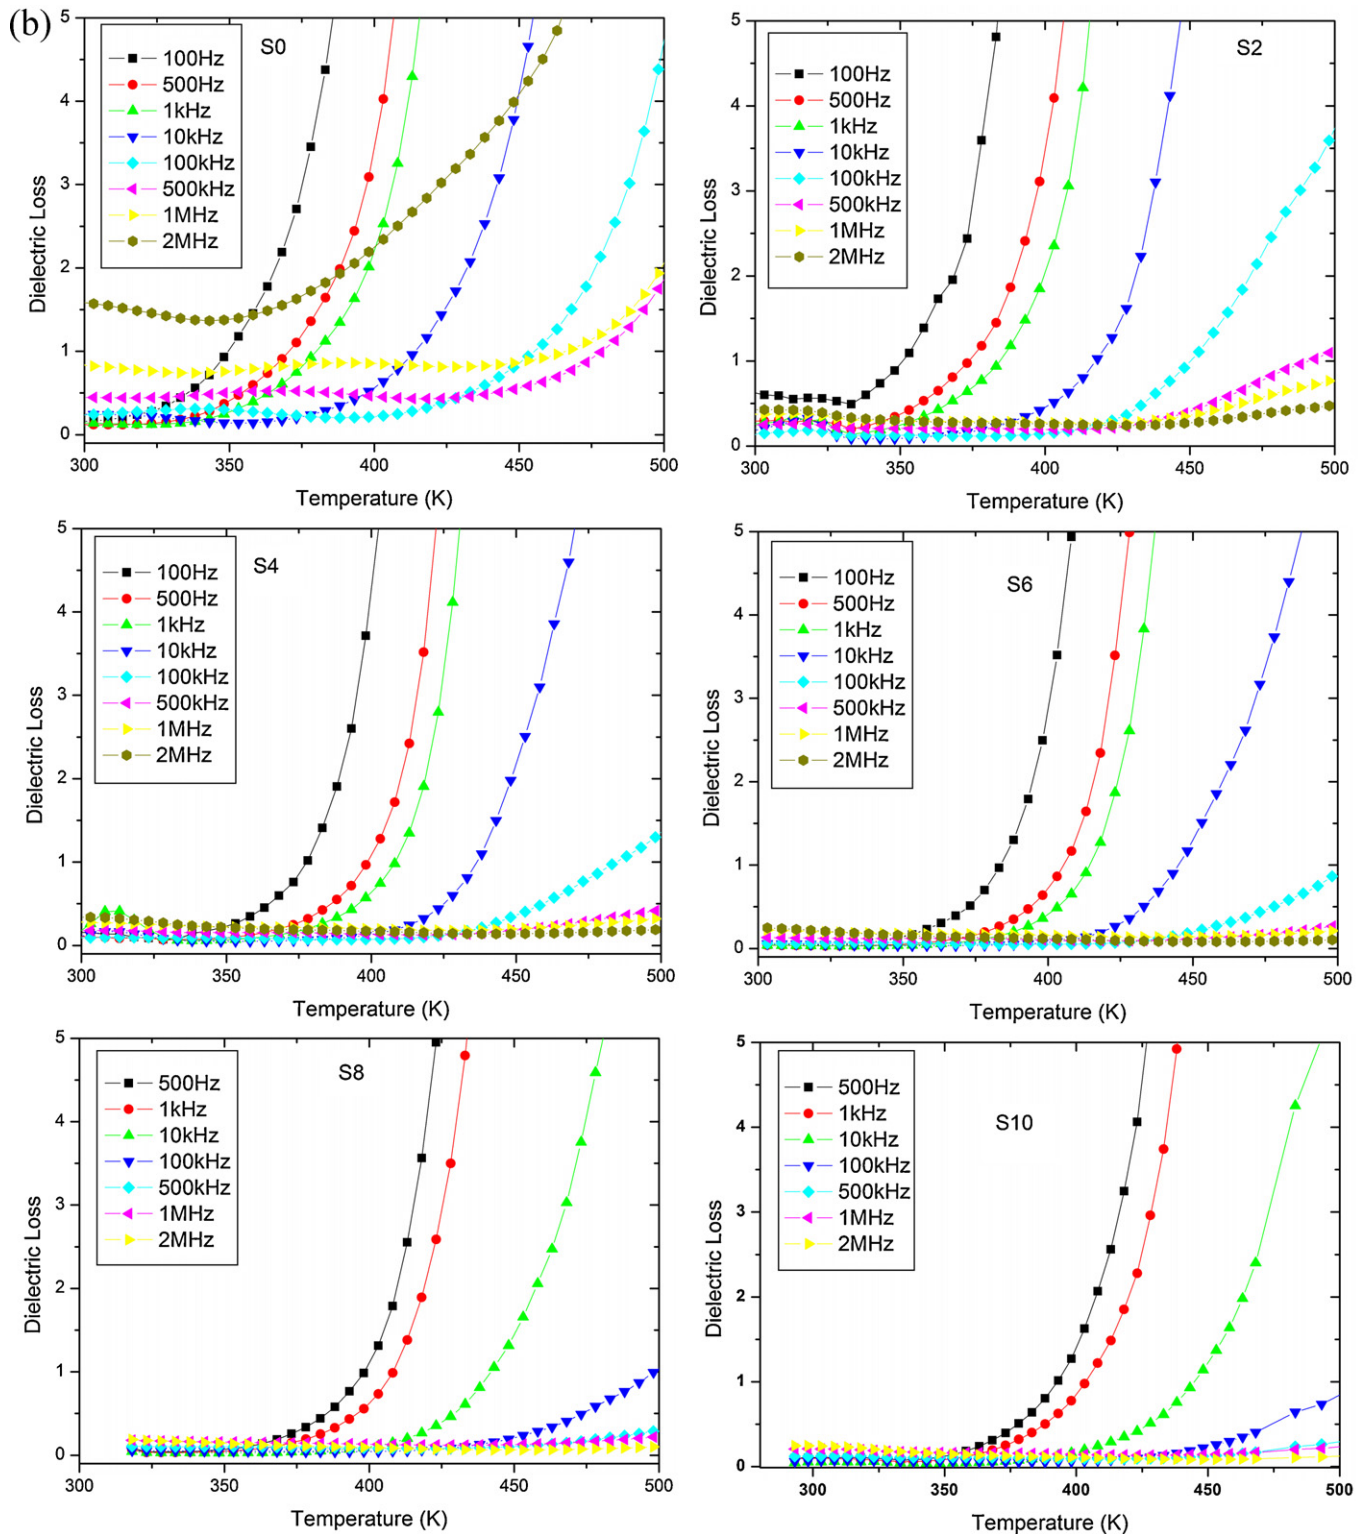 (b)
S0
100Hz
500Hz
1kHz
10kHz
100kHz
500kHz
1MHz
2MHz
Dielectric Loss
5
4
3
2
1
0
300
350
400
450
500
Temperature (K)
S2
100Hz
500Hz
1kHz
10kHz
100kHz
500kHz
1MHz
2MHz
Dielectric Loss
5
4
3
2
1
0
300
350
400
450
500
Temperature (K)
S4
100Hz
500Hz
1kHz
10kHz
100kHz
500kHz
1MHz
2MHz
Dielectric Loss
5
4
3
2
1
0
300
350
400
450
500
Temperature (K)
S6
100Hz
500Hz
1kHz
10kHz
100kHz
500kHz
1MHz
2MHz
Dielectric Loss
5
4
3
2
1
0
300
350
400
450
500
Temperature (K)
S8
500Hz
1kHz
10kHz
100kHz
500kHz
1MHz
2MHz
Dielectric Loss
5
4
3
2
1
0
300
350
400
450
500
Temperature (K)
S10
500Hz
1kHz
10kHz
100kHz
500kHz
1MHz
2MHz
Dielectric Loss
5
4
3
2
1
0
300
350
400
450
500
Temperature (K)